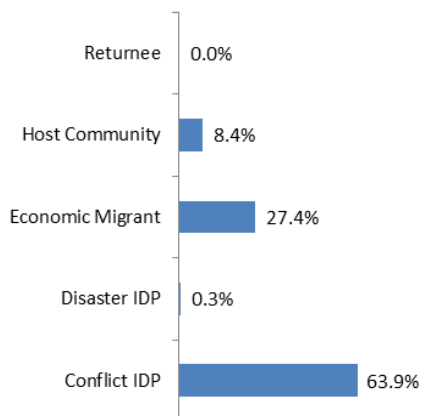 Returnee 0.0%
Host Community 8.4%
Economic Migrant 27.4%
Disaster IDP 0.3%
Conflict IDP 63.9%